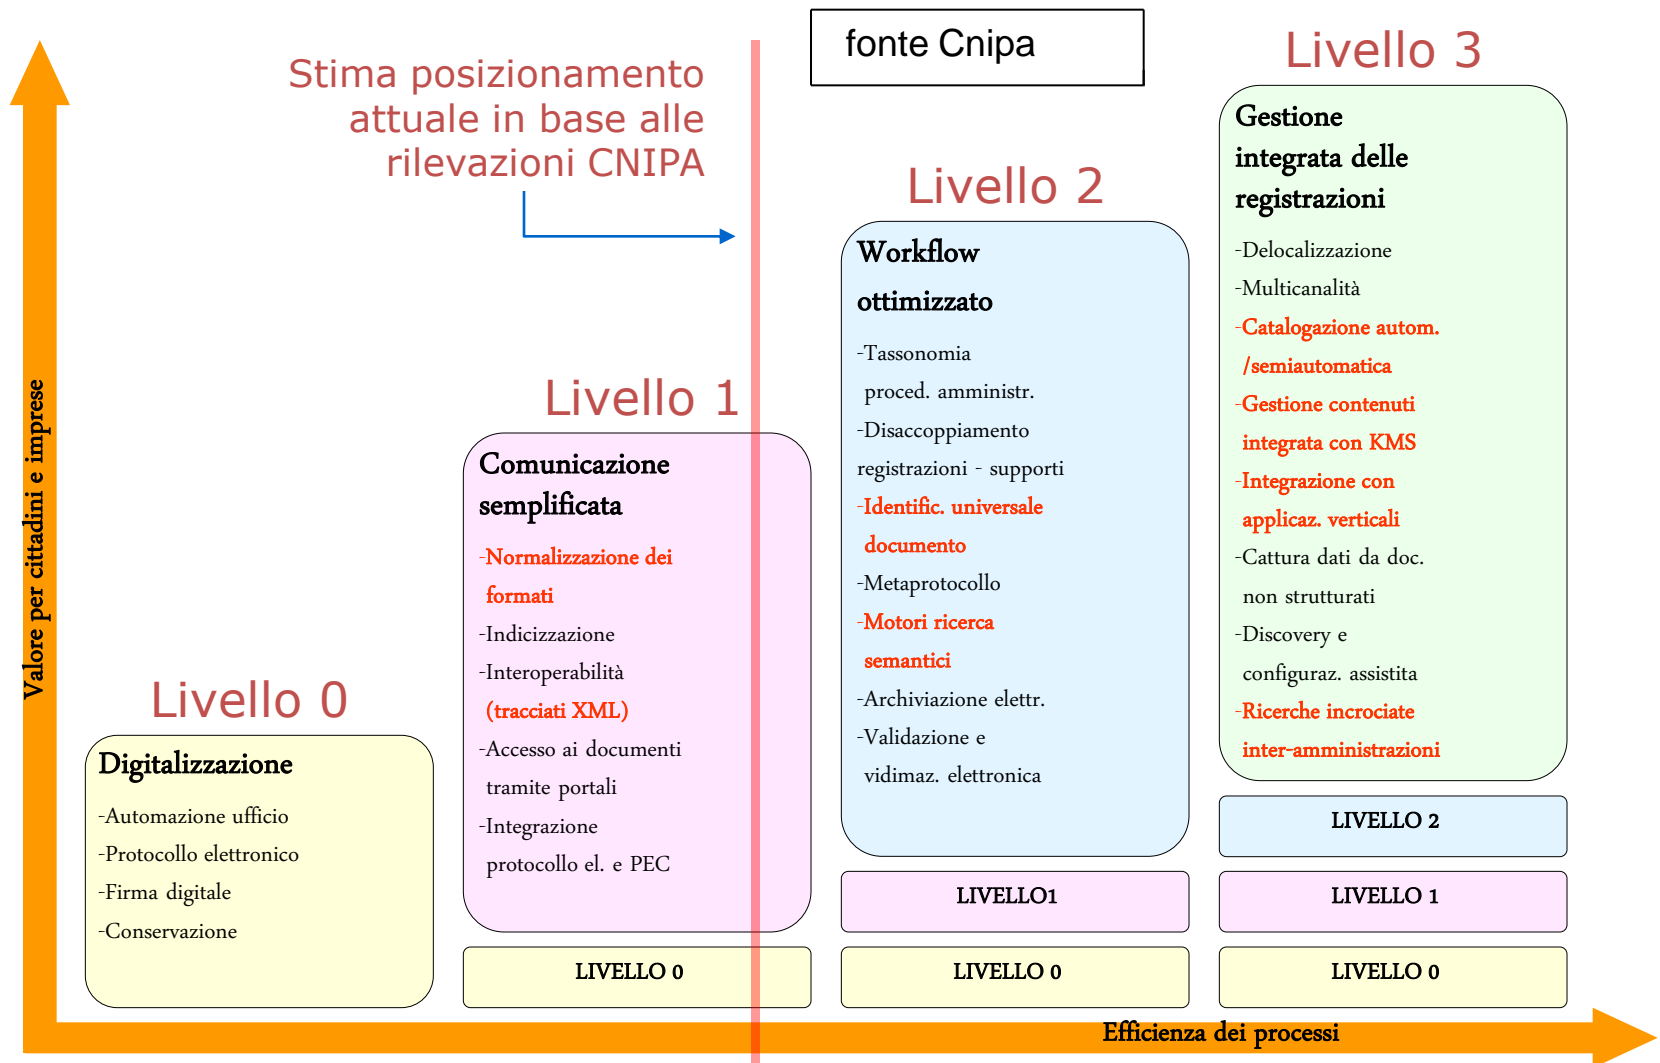 fonte Cnipa
Stima posizionamento
attuale in base alle
rilevazioni CNIPA
Valore per cittadini e imprese
Livello 0
Digitalizzazione
-Automazione ufficio
-Protocollo elettronico
-Firma digitale
-Conservazione
Livello 1
Comunicazione
semplificata
-Normalizzazione dei
formati
-Indicizzazione
-Interoperabilità
(tracciati XML)
-Accesso ai documenti
tramite portali
-Integrazione
protocollo el. e PEC
LIVELLO 0
Livello 2
Workflow
ottimizzato
-Tassonomia
proced. amministr.
-Disaccoppiamento
registrazioni - supporti
-Identific. universale
documento
-Metaprotocollo
-Motori ricerca
semantici
-Archiviazione elettr.
-Validazione e
vidimaz. elettronica
LIVELLO1
LIVELLO 0
Livello 3
Gestione
integrata delle
registrazioni
-Delocalizzazione
-Multicanalità
-Catalogazione autom.
/semiautomatica
-Gestione contenuti
integrata con KMS
-Integrazione con
applicaz. verticali
-Cattura dati da doc.
non strutturati
-Discovery e
configuraz. assistita
-Ricerche incrociate
inter-amministrazioni
LIVELLO 2
LIVELLO 1
LIVELLO 0
Efficienza dei processi